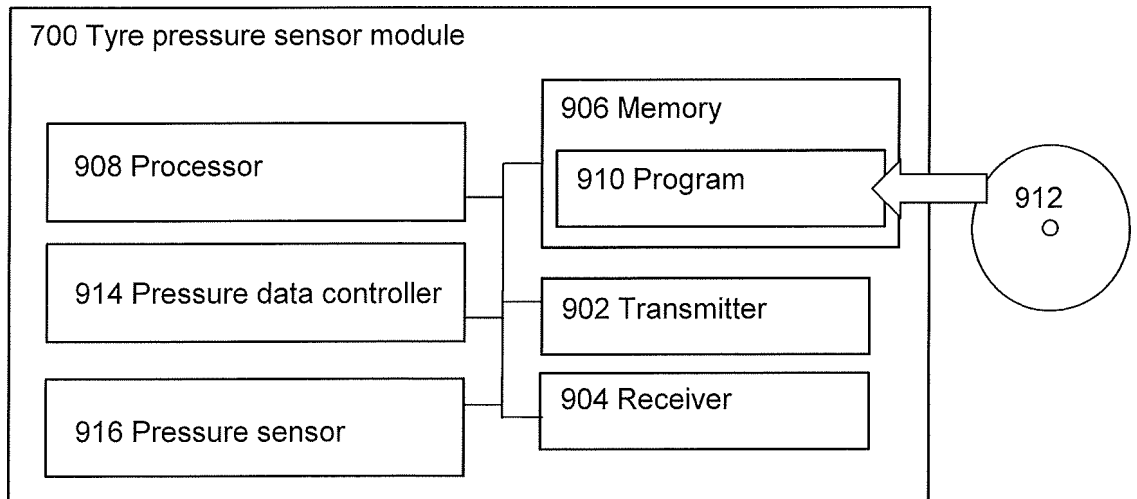 700 Tyre pressure sensor module
908 Processor
914 Pressure data controller
916 Pressure sensor
906 Memory
910 Program
902 Transmitter
904 Receiver
912